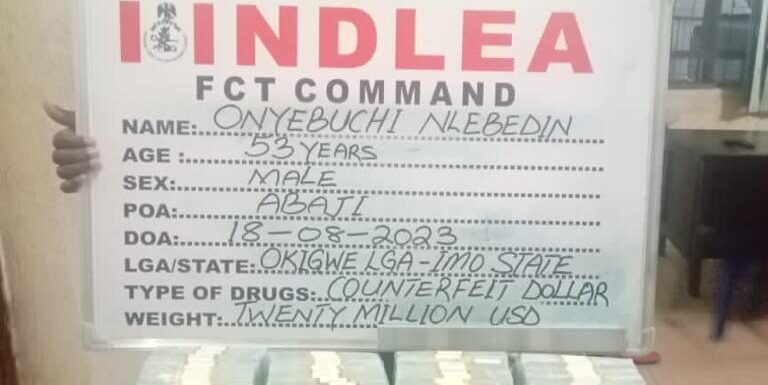 NDLEA
FCT COMMAND
NAME: ONYEBUCHI NLEBEDIN
AGE : 53 YEARS
SEX: MALE
POA: ABAJI
DOA: 18-08-2023
LGA/STATE: OKIGWE LGA-IMO STATE
TYPE OF DRUGS: COUNTERFEIT DOLLAR
WEIGHT: TWENTY MILLION USD